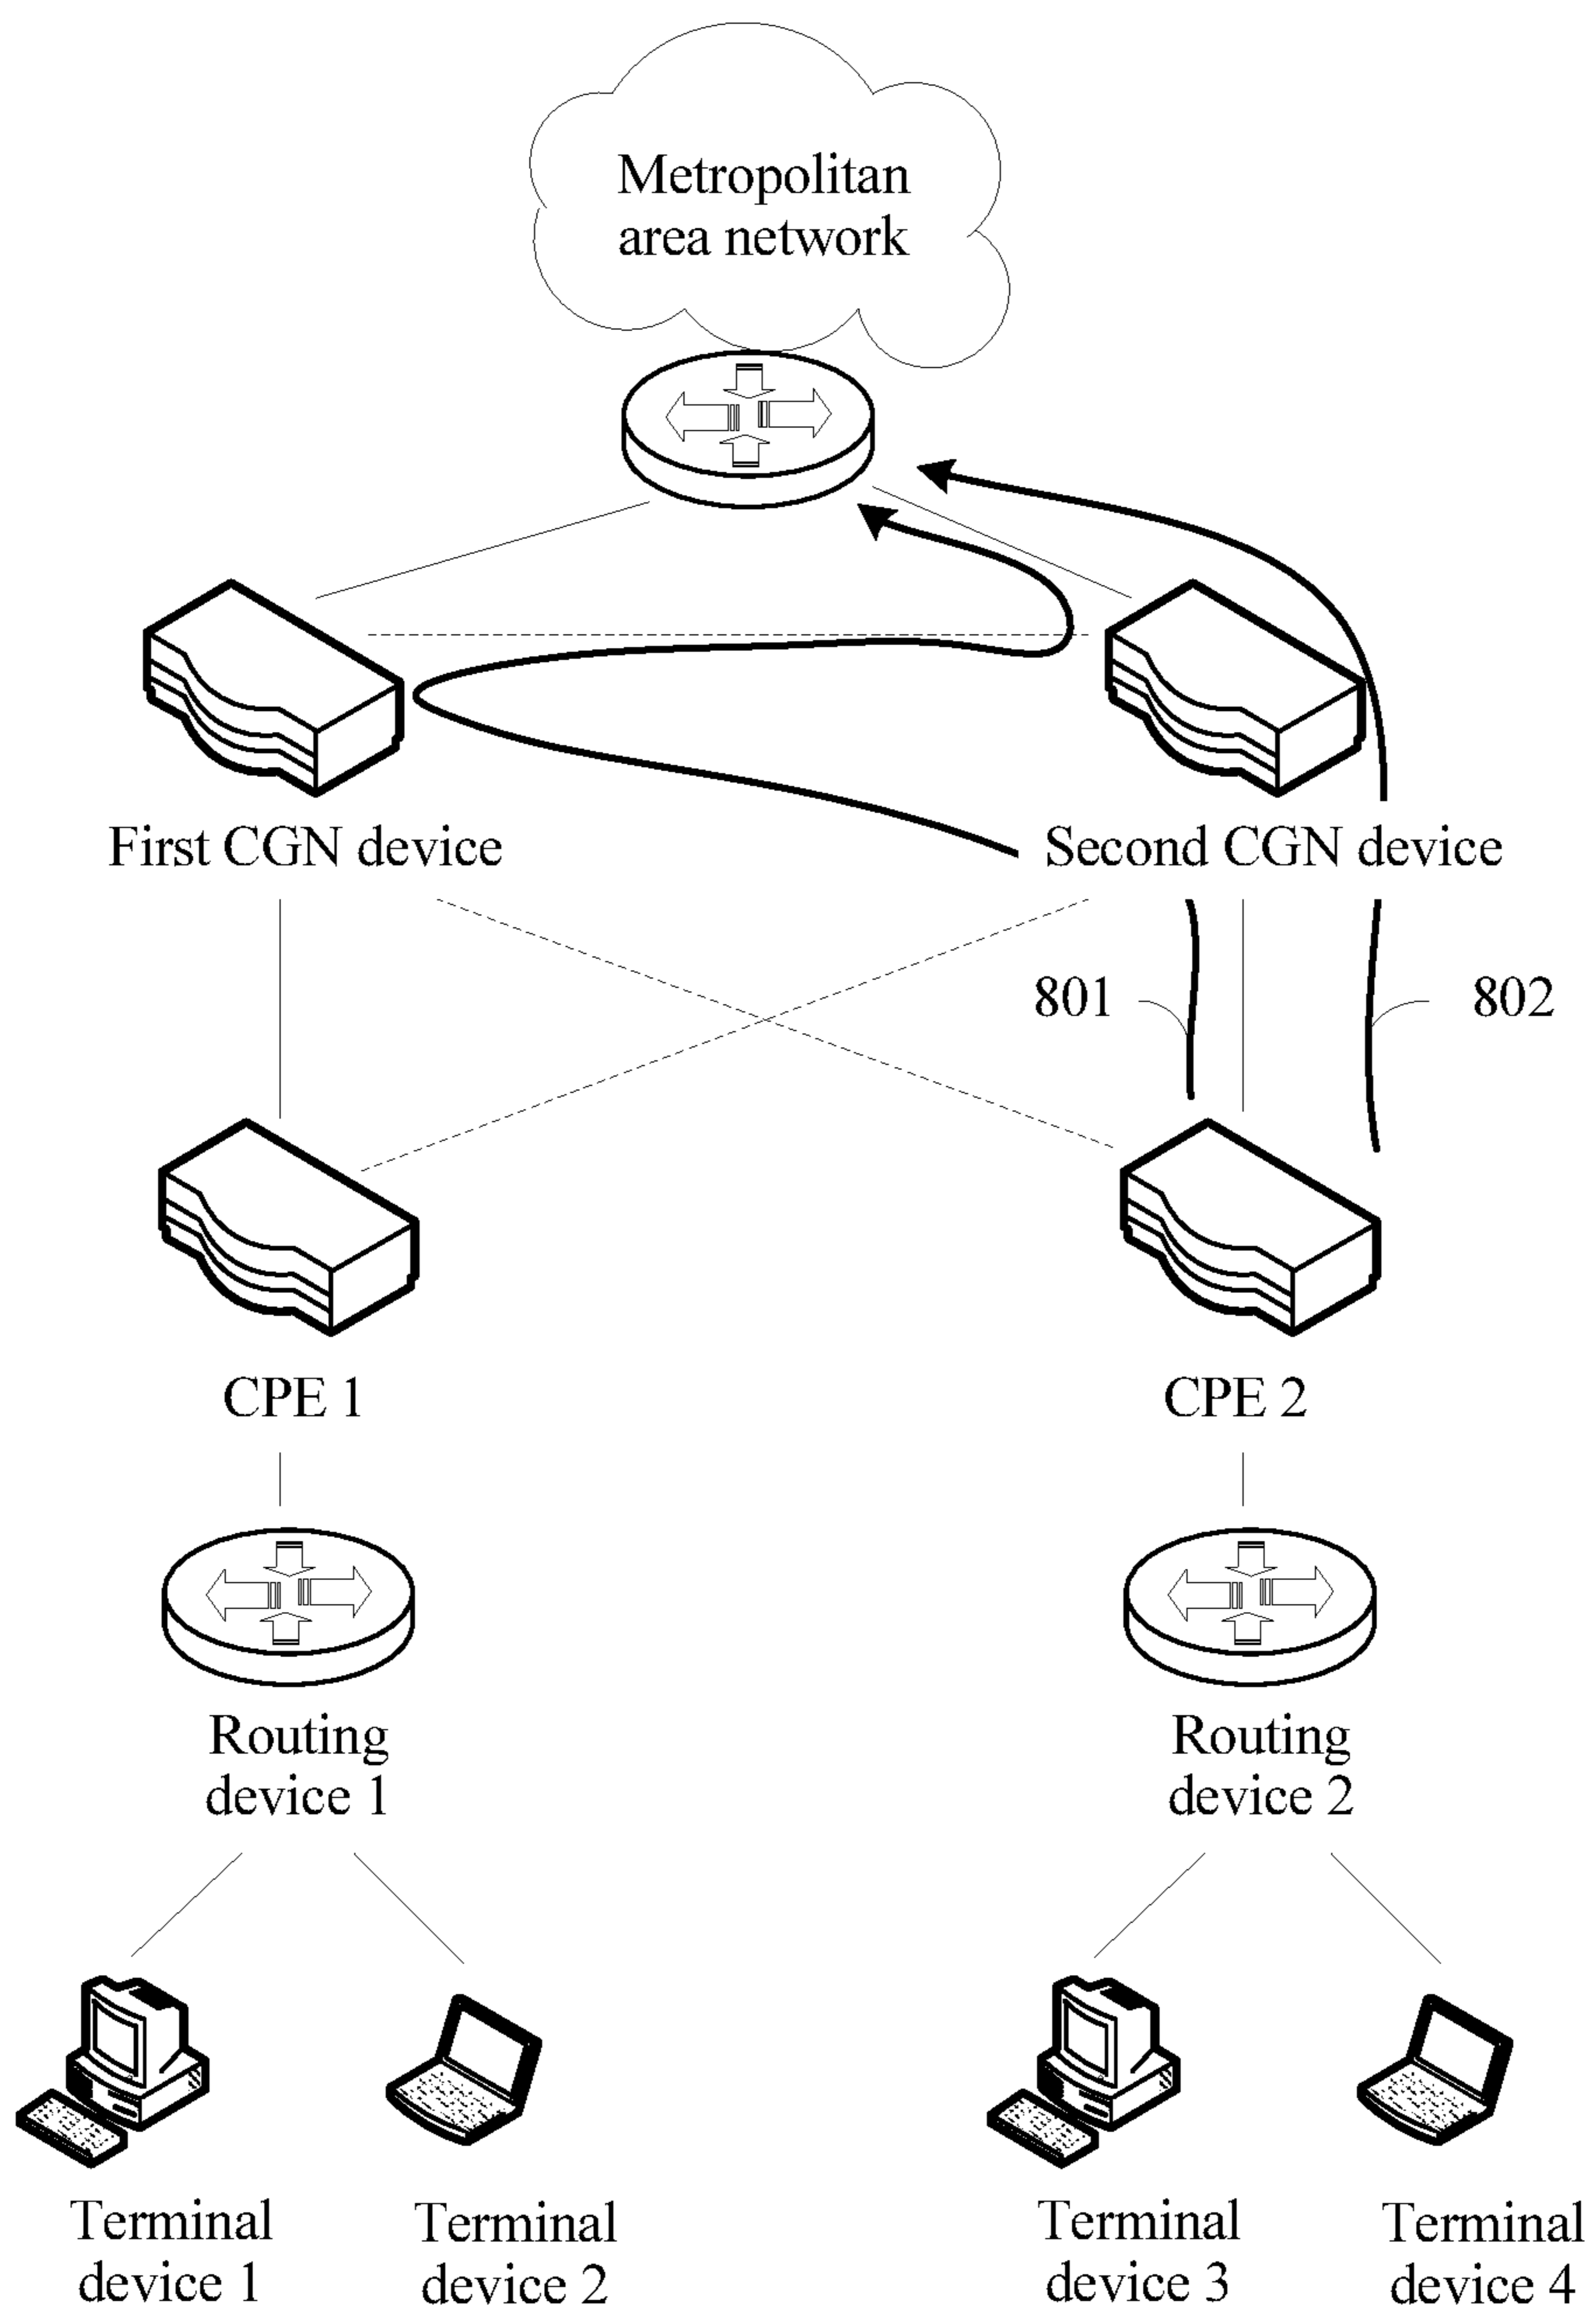 Metropolitan
area network
First CGN device
Second CGN device
801
802
CPE 1
CPE 2
Routing
device 1
Routing
device 2
Terminal
device 1
Terminal
device 2
Terminal
device 3
Terminal
device 4